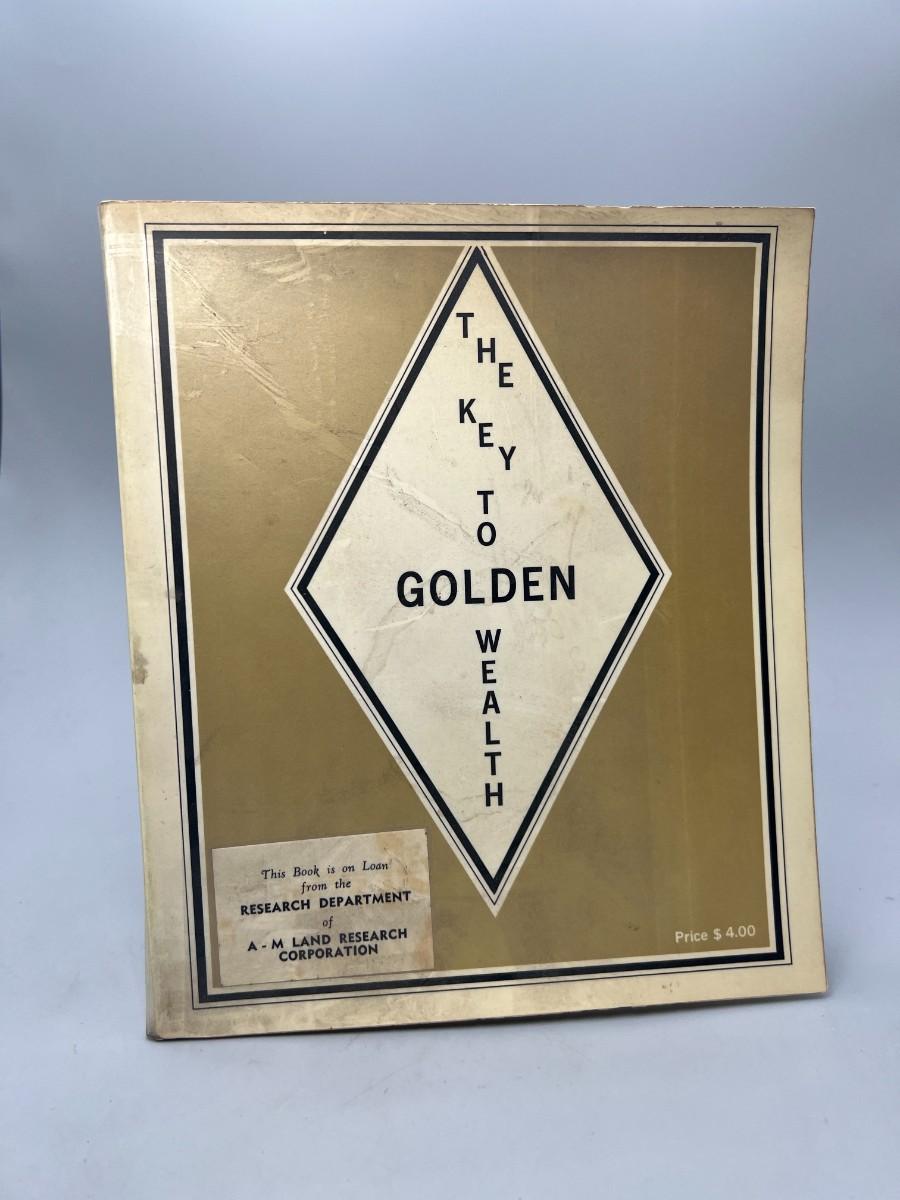 THE
KEY
TO
GOLDEN
WEALTH
This Book is on Loan
from the
RESEARCH DEPARTMENT
of
A - M LAND RESEARCH
CORPORATION
Price $ 4.00